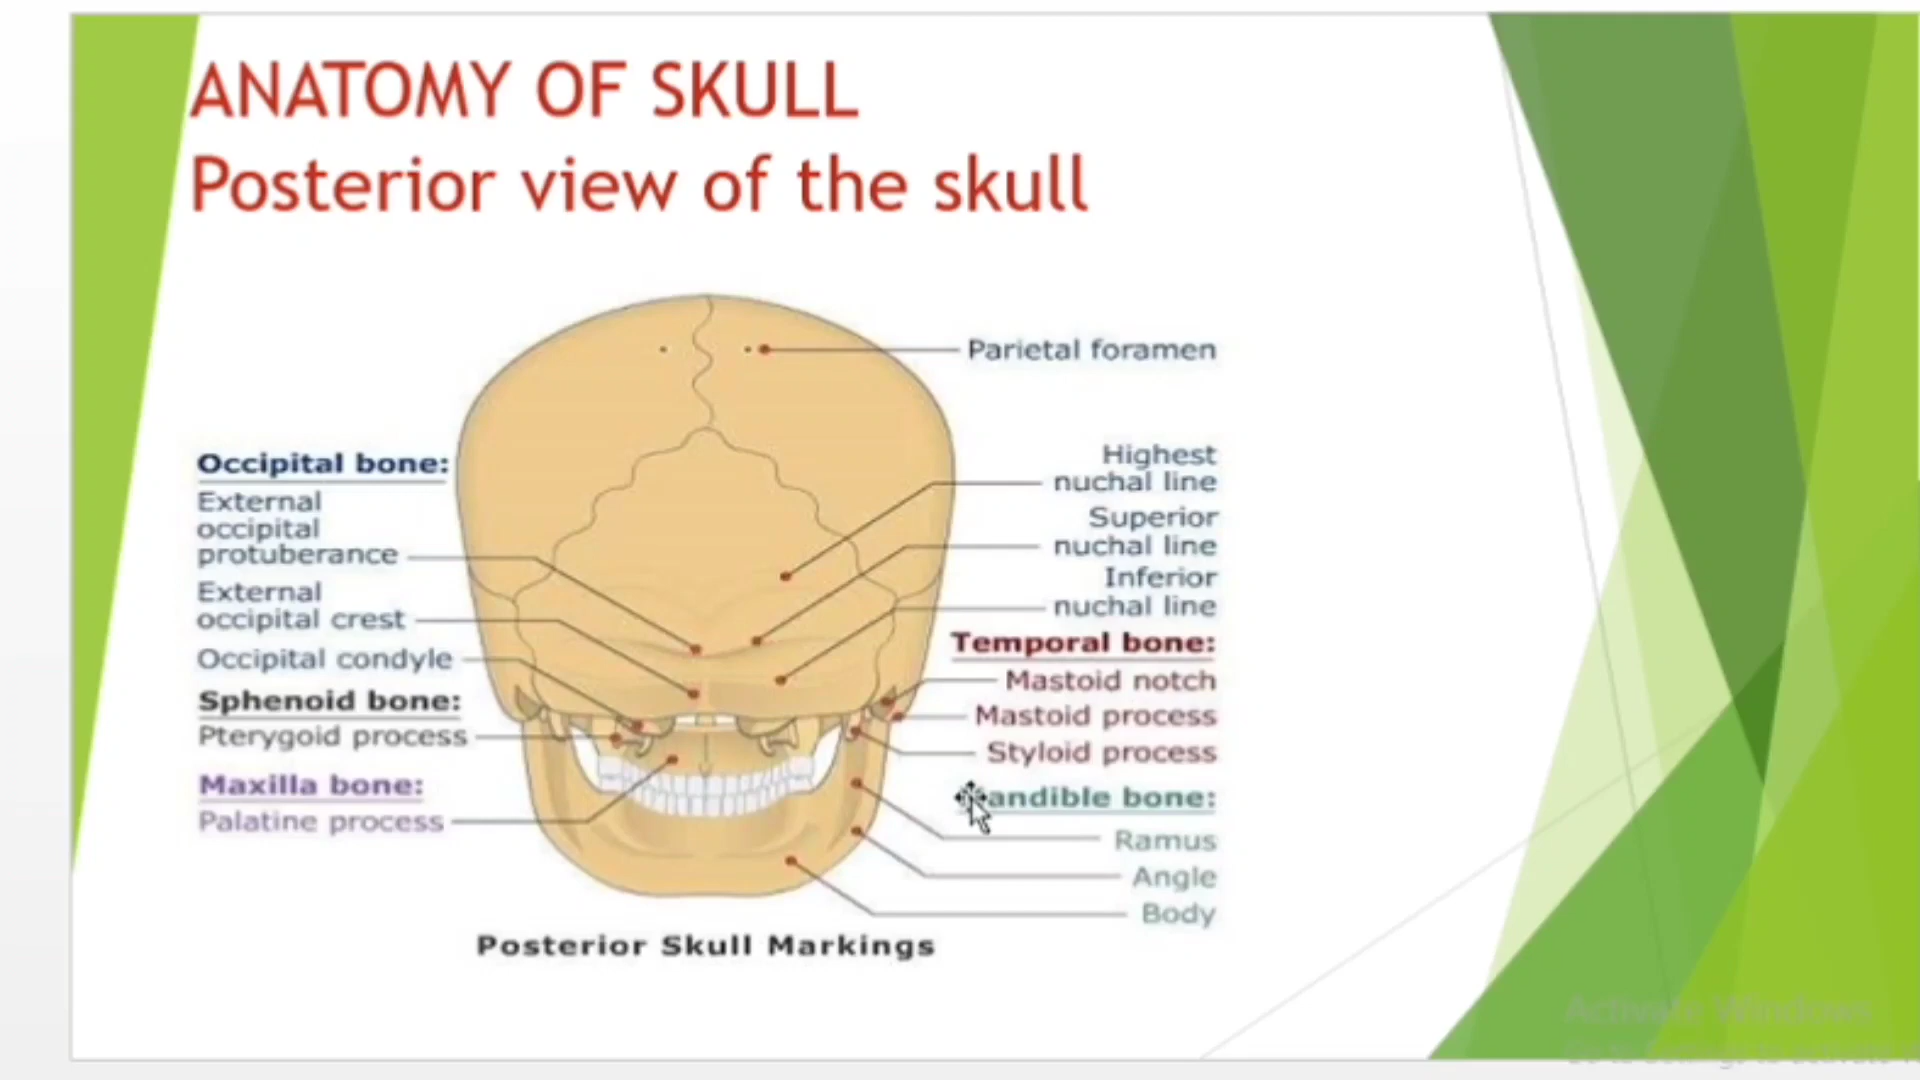 ANATOMY OF SKULL
Posterior view of the skull
Parietal foramen
Occipital bone:
External
occipital
protuberance
External
occipital crest
Occipital condyle
Sphenoid bone:
Pterygoid process
Maxilla bone:
Palatine process
Highest
nuchal line
Superior
nuchal line
Inferior
nuchal line
Temporal bone:
Mastoid notch
Mastoid process
Styloid process
andible bone:
Ramus
Angle
Body
Posterior Skull Markings
Activate Windows